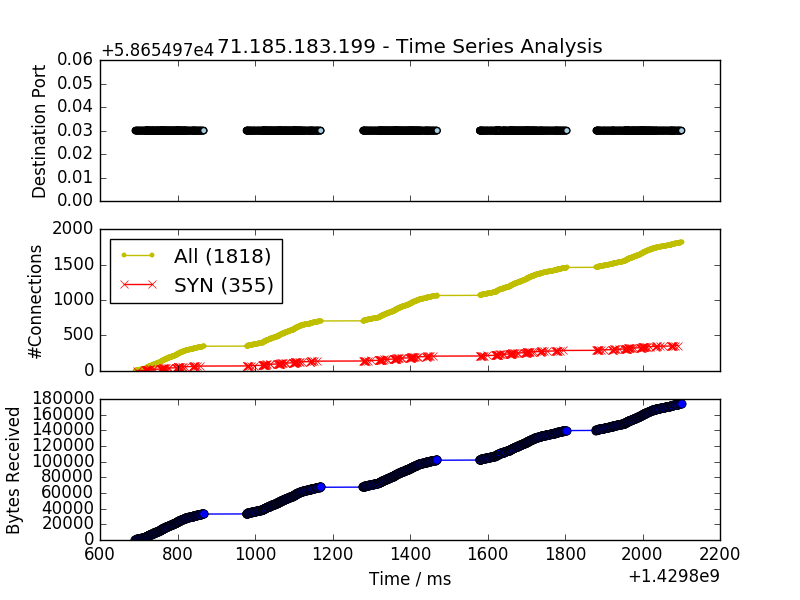 +5.865497e4 71.185.183.199 - Time Series Analysis
0.06
0.05
0.04
0.03
0.02
0.01
0.00
Destination Port
2000
1500
1000
500
0
#Connections
All (1818)
SYN (355)
180000
160000
140000
120000
100000
80000
60000
40000
20000
0
Bytes Received
600 800 1000 1200 1400 1600 1800 2000 2200
Time / ms
+1.4298e9